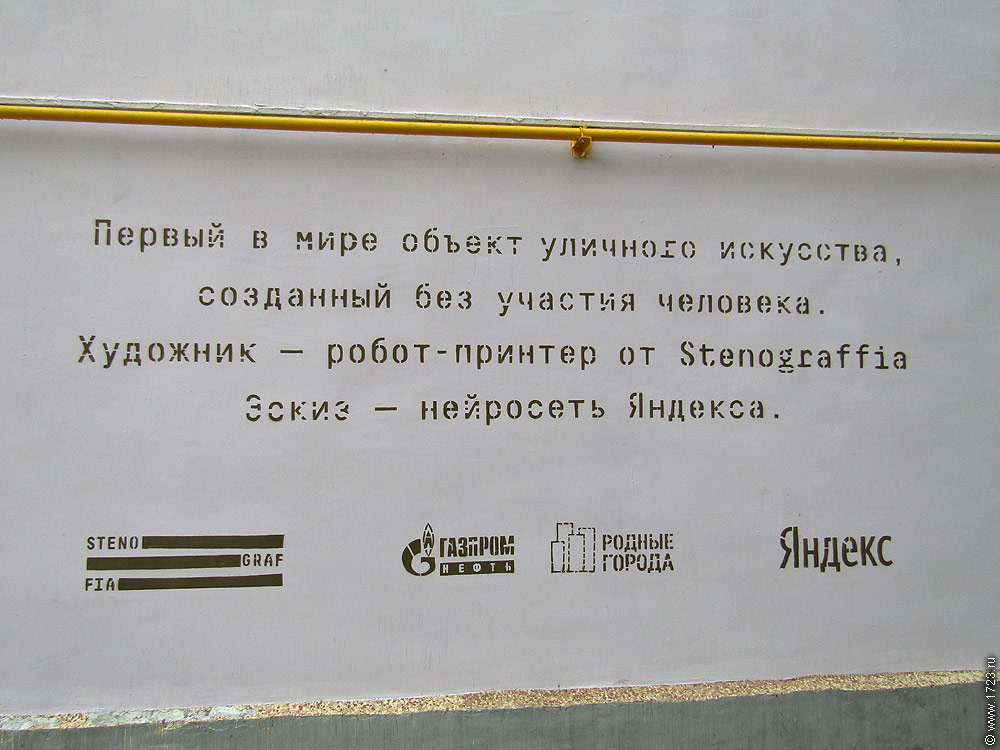 Первый в мире объект уличного искусства,
созданный без участия человека.
Художник — робот-принтер от Stenograffia
Эскиз — нейросеть Яндекса.
STENO
GRAF
FIA
ГАЗПРОМ
НЕФТЬ
РОДНЫЕ
ГОРОДА
Яндекс
© www.1723.ru